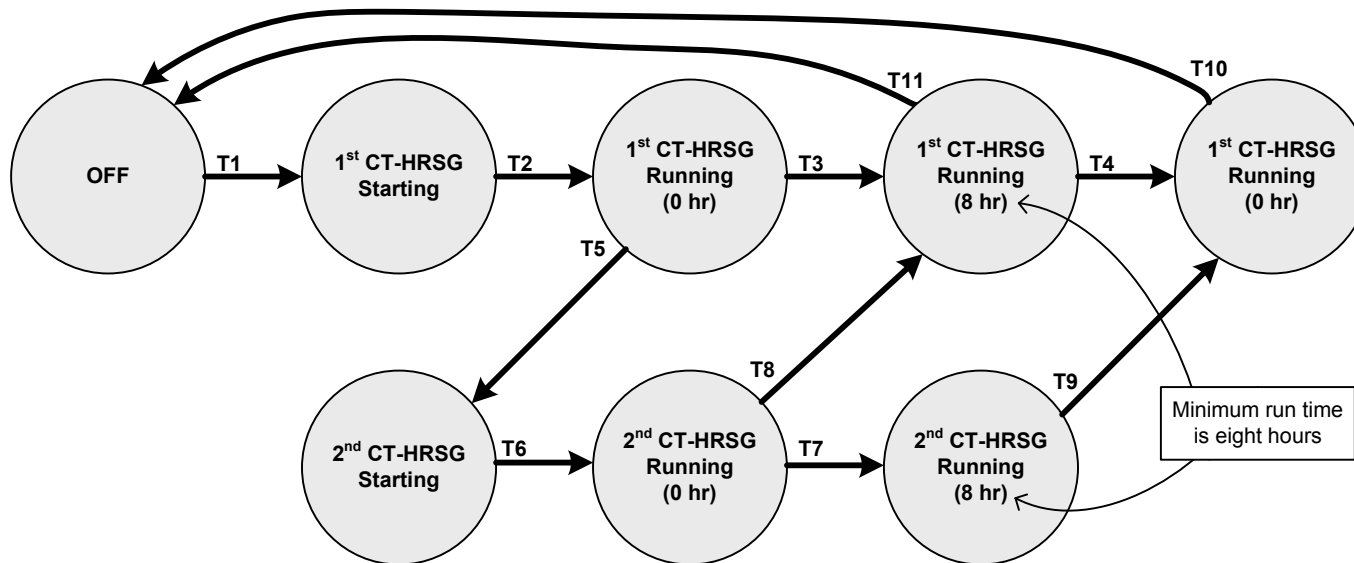 T10
T11
OFF
T1
1st CT-HRSG
Starting
T2
1st CT-HRSG
Running
(0 hr)
T3
1st CT-HRSG
Running
(8 hr)
T4
1st CT-HRSG
Running
(0 hr)
T5
T8
T9
Minimum run time
is eight hours
2nd CT-HRSG
Starting
T6
2nd CT-HRSG
Running
(0 hr)
T7
2nd CT-HRSG
Running
(8 hr)